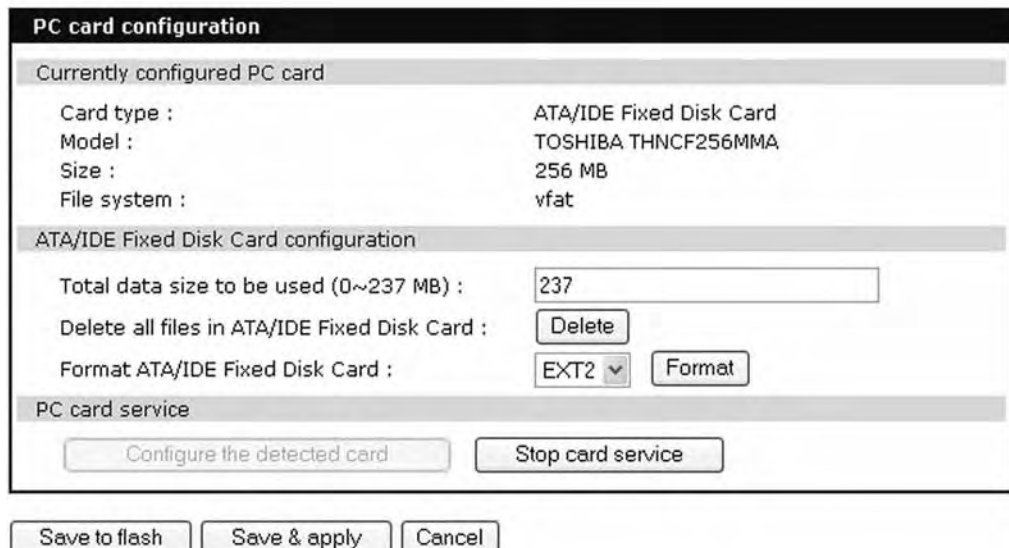 PC card configuration
Currently configured PC card
Card type : ATA/IDE Fixed Disk Card
Model : TOSHIBA THNCF256MMA
Size : 256 MB
File system : vfat
ATA/IDE Fixed Disk Card configuration
Total data size to be used (0~237 MB) : 237
Delete all files in ATA/IDE Fixed Disk Card : Delete
Format ATA/IDE Fixed Disk Card : EXT2 Format
PC card service
Configure the detected card Stop card service
Save to flash Save & apply Cancel